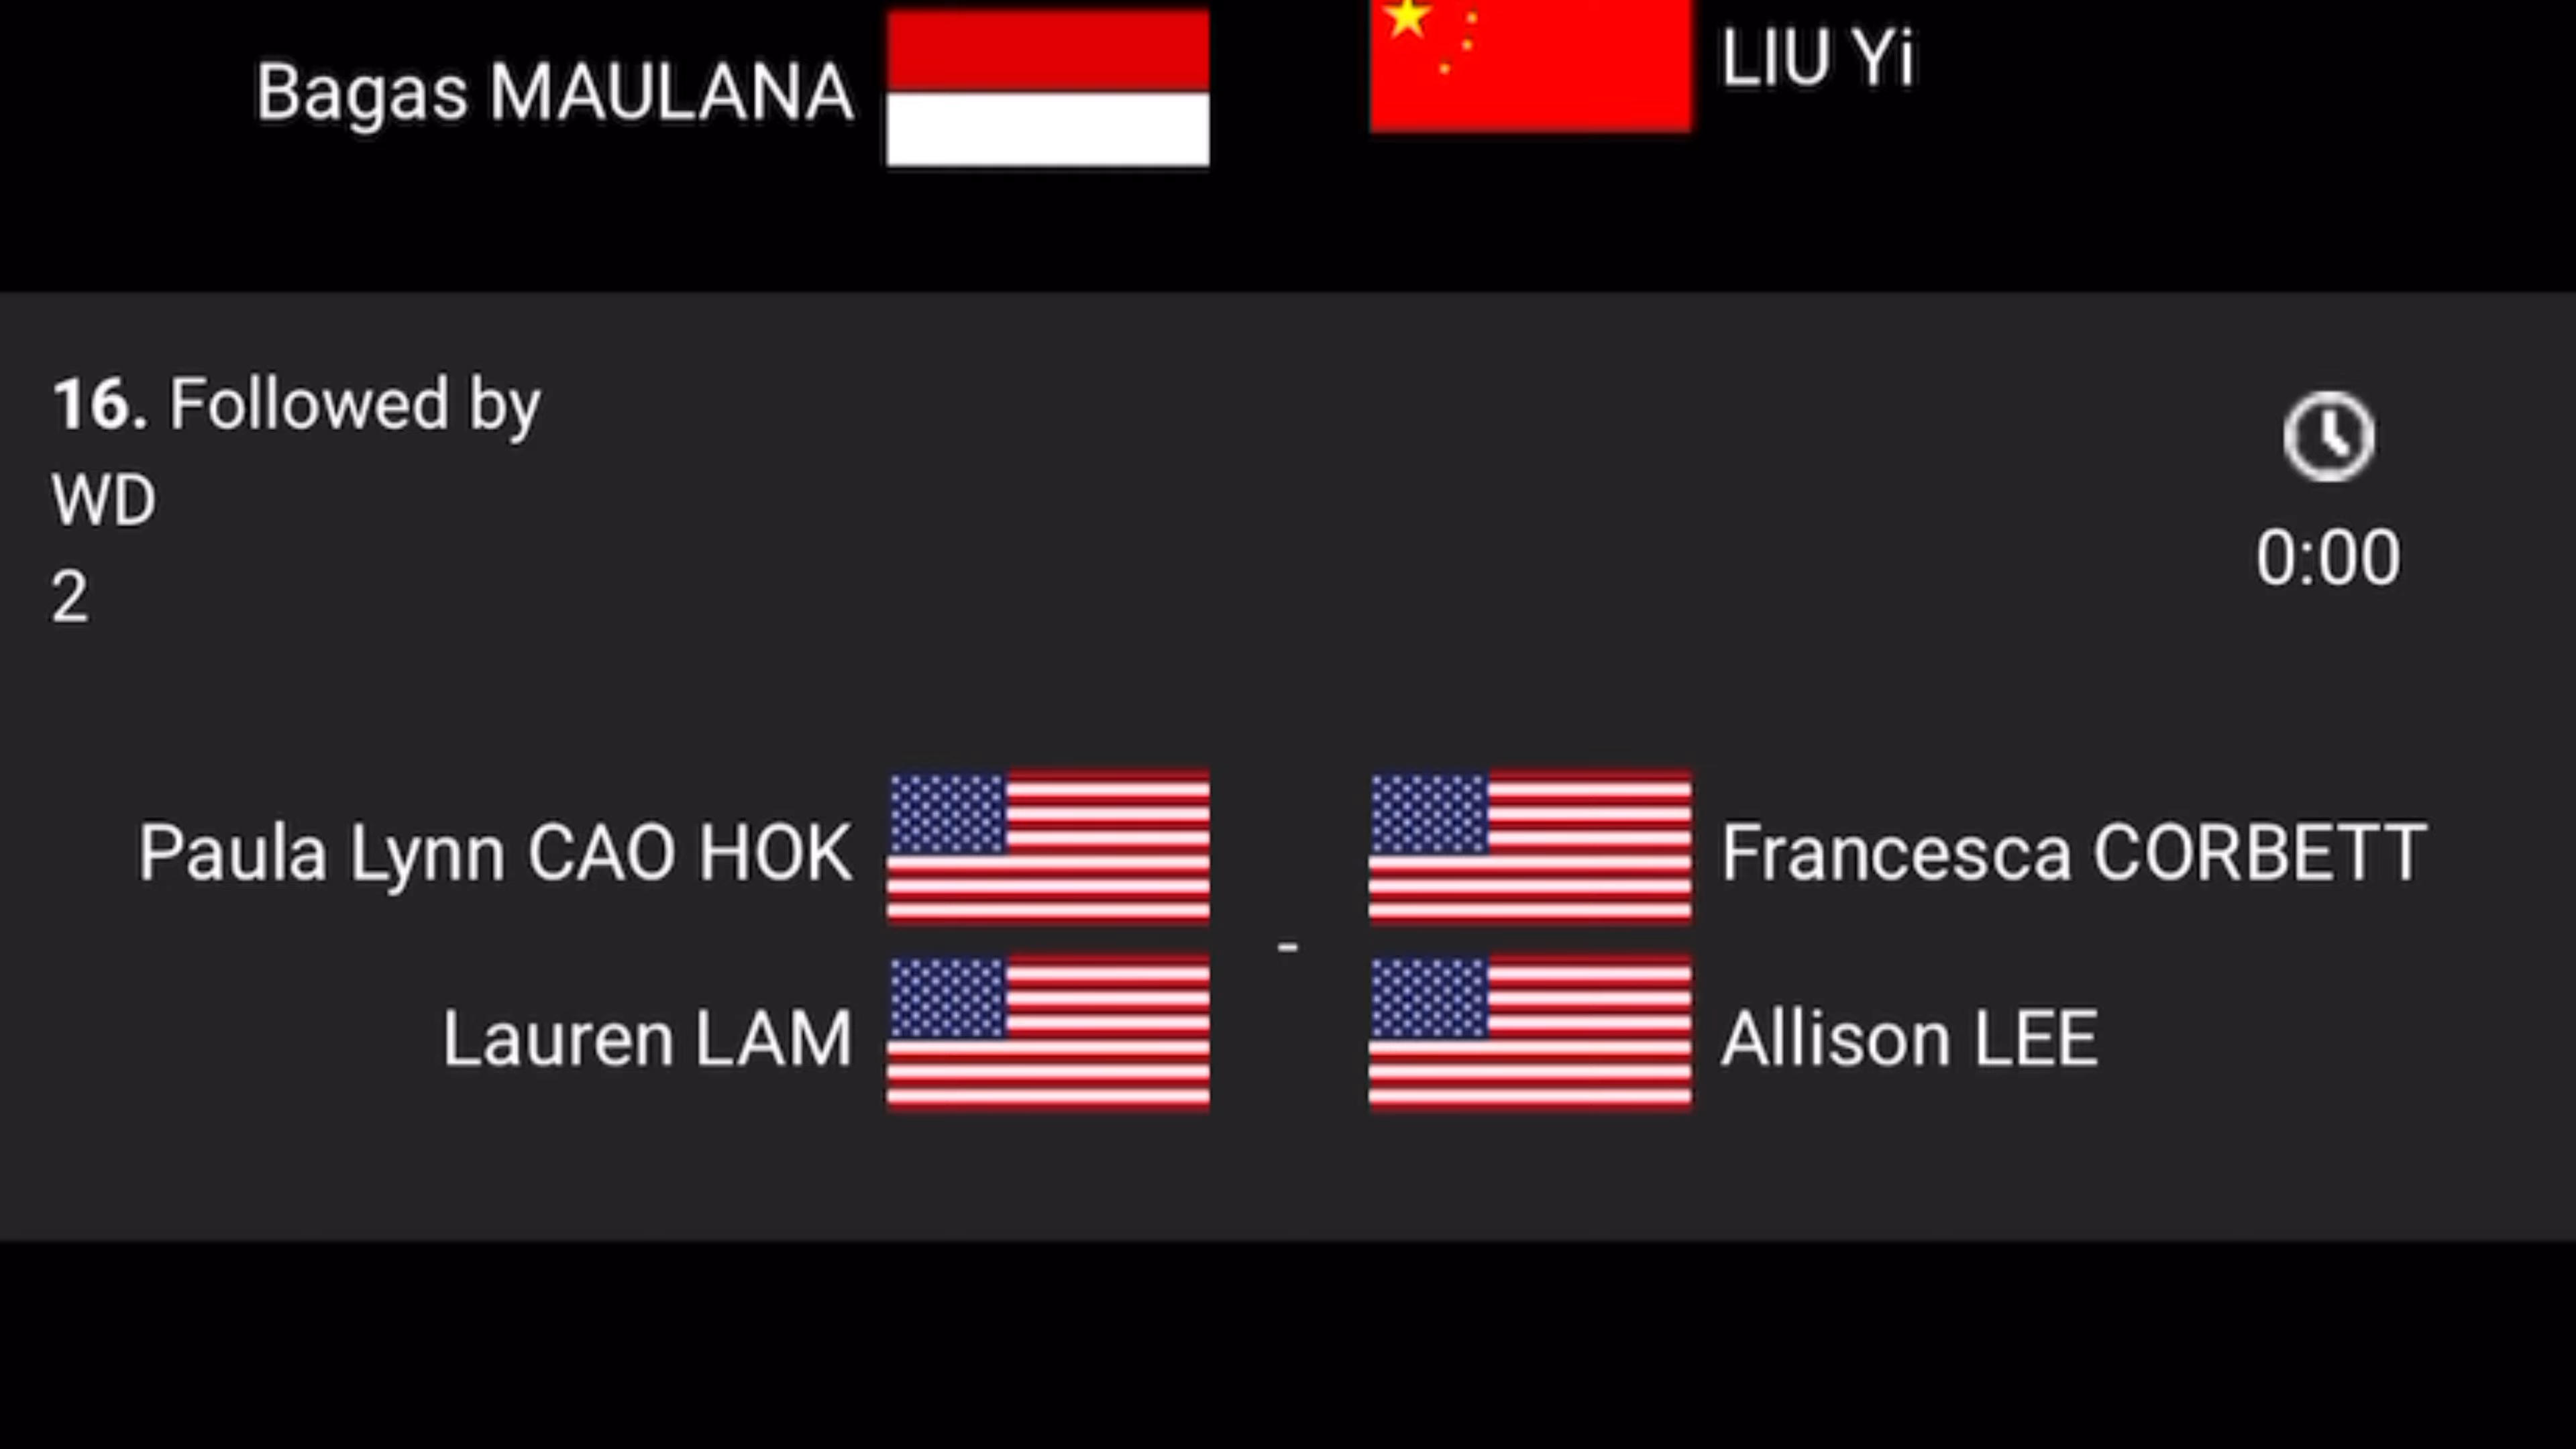 Bagas MAULANA
LIU Yi
16. Followed by
WD
2
0:00
Paula Lynn CAO HOK
Francesca CORBETT
-
Lauren LAM
Allison LEE